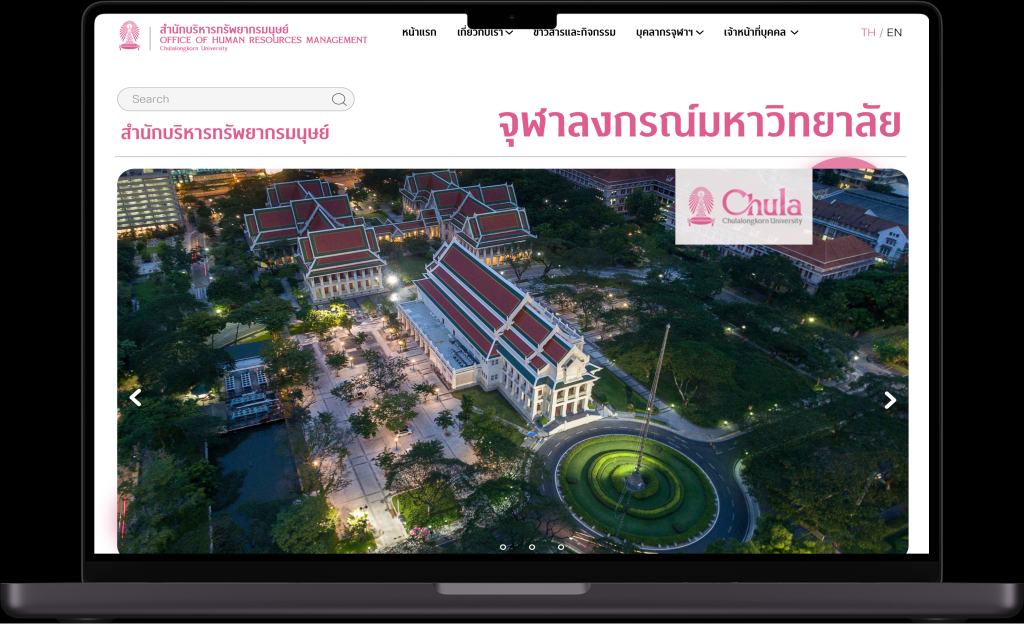 สำนักบริหารทรัพยากรมนุษย์
OFFICE OF HUMAN RESOURCES MANAGEMENT
Chulalongkorn University
หน้าแรก เกี่ยวกับเรา ข่าวสารและกิจกรรม บุคลากรจุฬาฯ เจ้าหน้าที่บุคคล TH / EN
Search
สำนักบริหารทรัพยากรมนุษย์
จุฬาลงกรณ์มหาวิทยาลัย
Chula
Chulalongkorn University